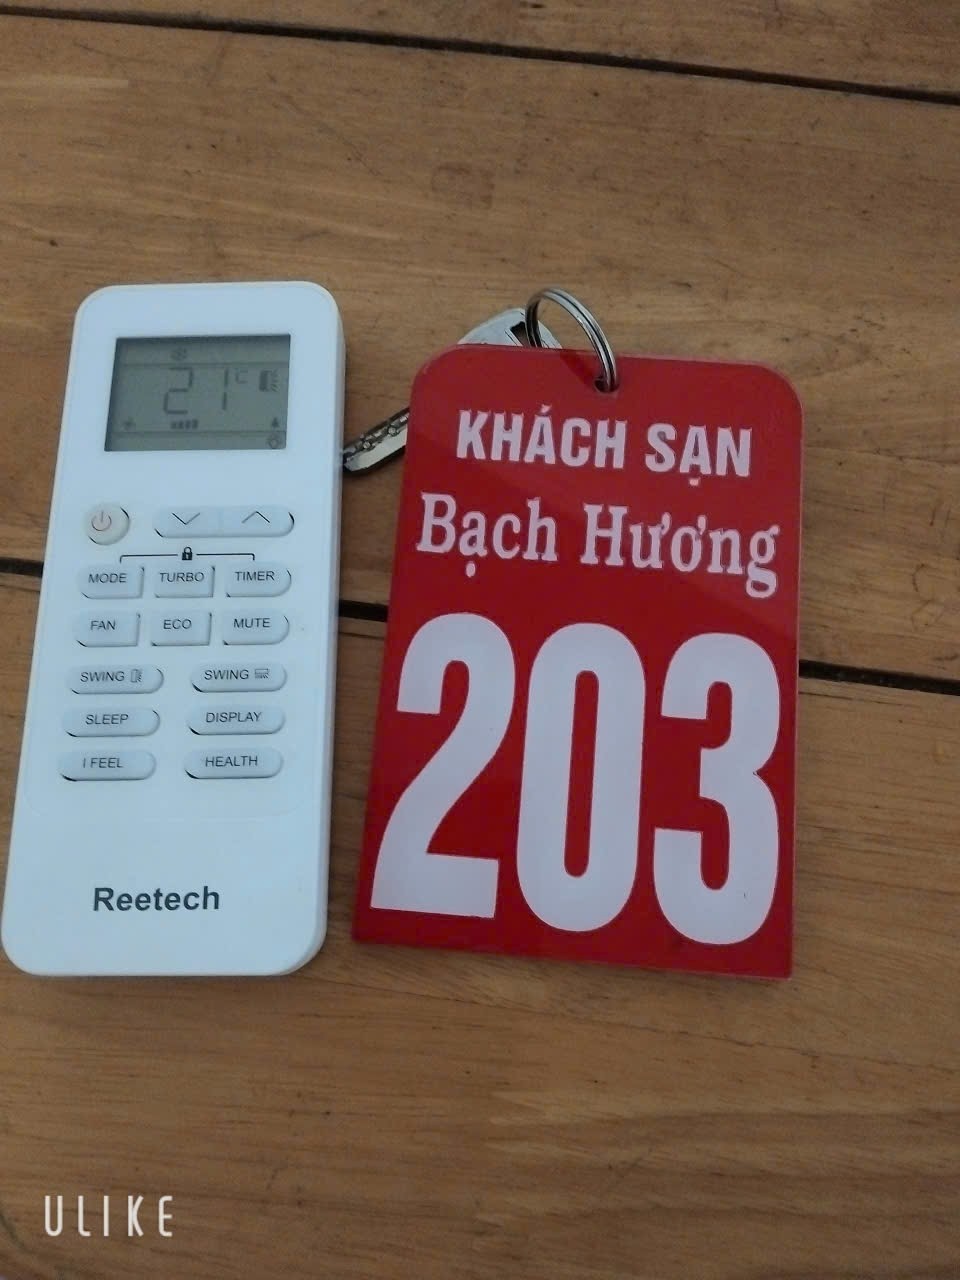 21°C
MODE TURBO TIMER
FAN ECO MUTE
SWING SWING
SLEEP DISPLAY
I FEEL HEALTH
Reetech
KHÁCH SẠN
Bạch Hương
203
ULIKE